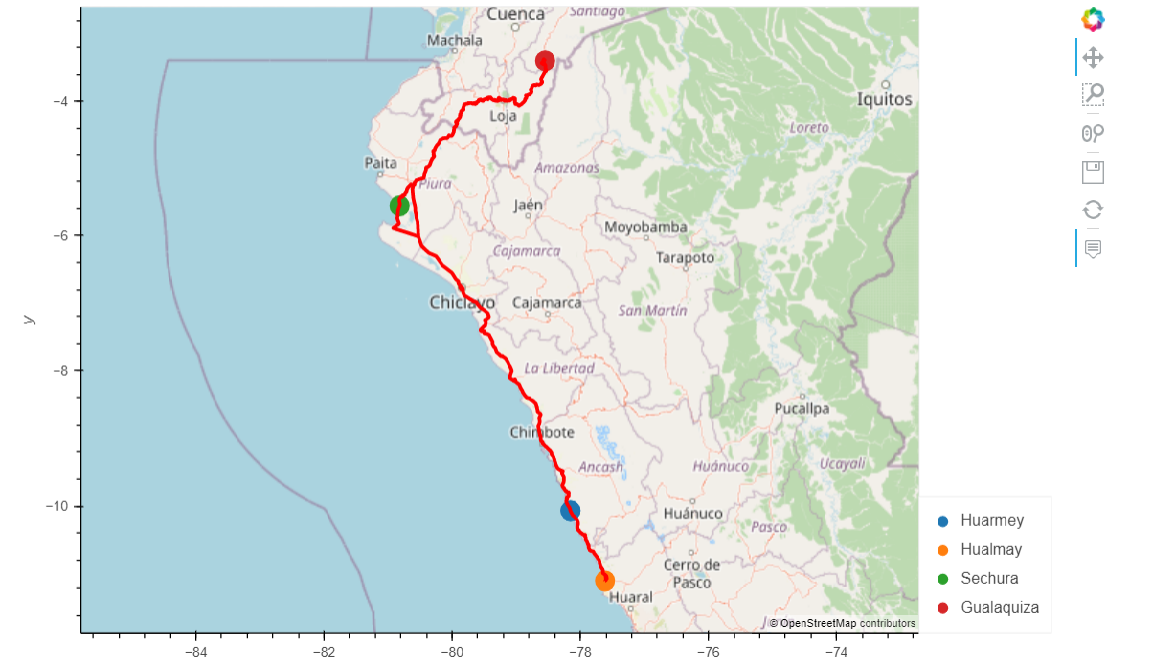 Cuenca
Santiago
Machala
−4
Iquitos
Loja
Loreto
Paita
Amazonas
Piura
Jaén
Moyobamba
−6
Cajamarca
Tarapoto
Chiclayo
Cajamarca
San Martín
y
−8
La Libertad
Pucallpa
Chimbote
Ancash
Huánuco
Ucayali
−10
Huánuco
Pasco
Cerro de
Pasco
Huaral
© OpenStreetMap contributors
−84
−82
−80
−78
−76
−74
Huarmey
Hualmay
Sechura
Gualaquiza